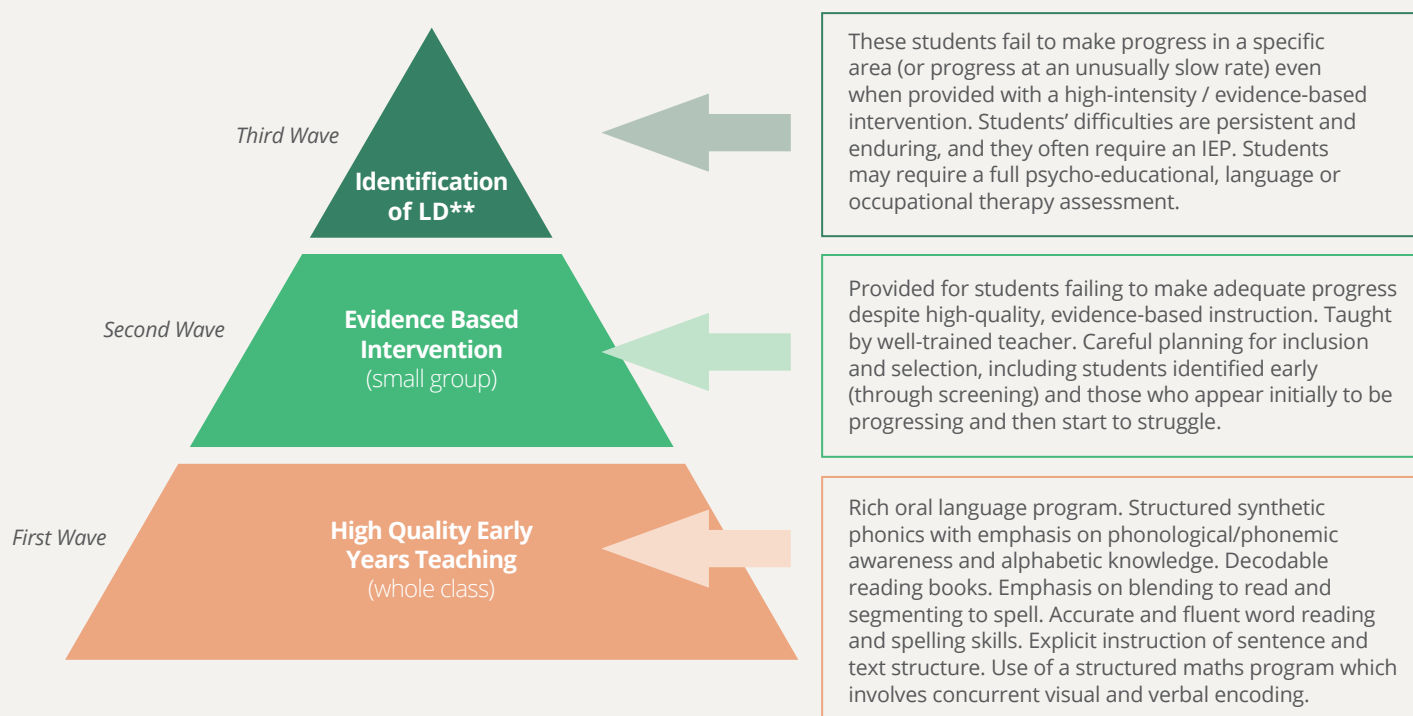 Third Wave
Identification
of LD**
These students fail to make progress in a specific
area (or progress at an unusually slow rate) even
when provided with a high-intensity / evidence-based
intervention. Students’ difficulties are persistent and
enduring, and they often require an IEP. Students
may require a full psycho-educational, language or
occupational therapy assessment.
Second Wave
Evidence Based
Intervention
(small group)
Provided for students failing to make adequate progress
despite high-quality, evidence-based instruction. Taught
by well-trained teacher. Careful planning for inclusion
and selection, including students identified early
(through screening) and those who appear initially to be
progressing and then start to struggle.
First Wave
High Quality Early
Years Teaching
(whole class)
Rich oral language program. Structured synthetic
phonics with emphasis on phonological/phonemic
awareness and alphabetic knowledge. Decodable
reading books. Emphasis on blending to read and
segmenting to spell. Accurate and fluent word reading
and spelling skills. Explicit instruction of sentence and
text structure. Use of a structured maths program which
involves concurrent visual and verbal encoding.